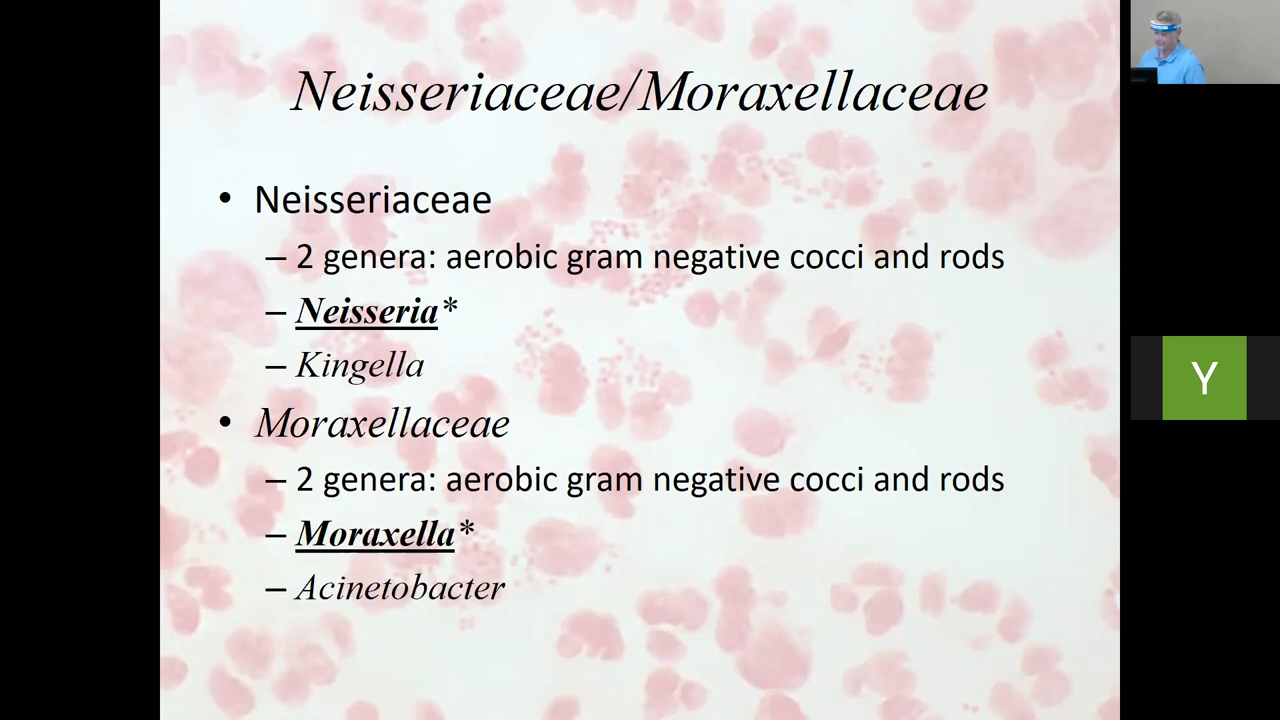 Neisseriaceae/Moraxellaceae
• Neisseriaceae
– 2 genera: aerobic gram negative cocci and rods
– Neisseria*
– Kingella
• Moraxellaceae
– 2 genera: aerobic gram negative cocci and rods
– Moraxella*
– Acinetobacter
Y